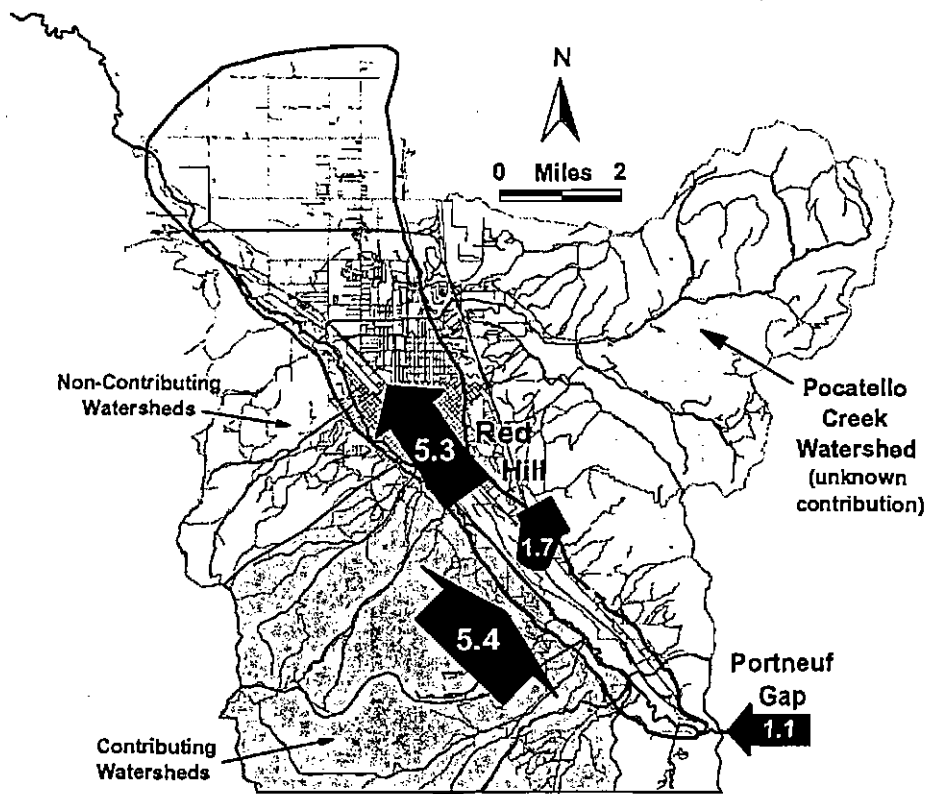 N
0 Miles 2
Non-Contributing
Watersheds
Pocatello
Creek
Watershed
(unknown
contribution)
5.3
Red
Hill
1.7
5.4
Portneuf
Gap
1.1
Contributing
Watersheds